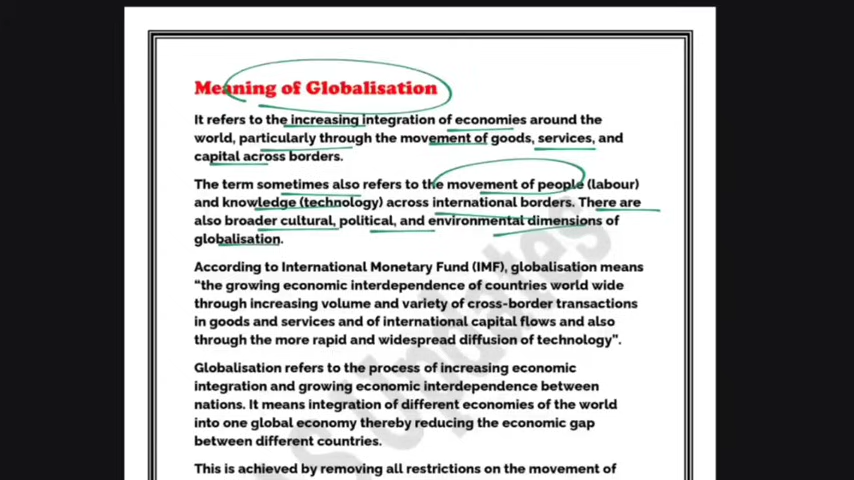 Meaning of Globalisation
It refers to the increasing integration of economies around the
world, particularly through the movement of goods, services, and
capital across borders.
The term sometimes also refers to the movement of people (labour)
and knowledge (technology) across international borders. There are
also broader cultural, political, and environmental dimensions of
globalisation.
According to International Monetary Fund (IMF), globalisation means
“the growing economic interdependence of countries world wide
through increasing volume and variety of cross-border transactions
in goods and services and of international capital flows and also
through the more rapid and widespread diffusion of technology”.
Globalisation refers to the process of increasing economic
integration and growing economic interdependence between
nations. It means integration of different economies of the world
into one global economy thereby reducing the economic gap
between different countries.
This is achieved by removing all restrictions on the movement of